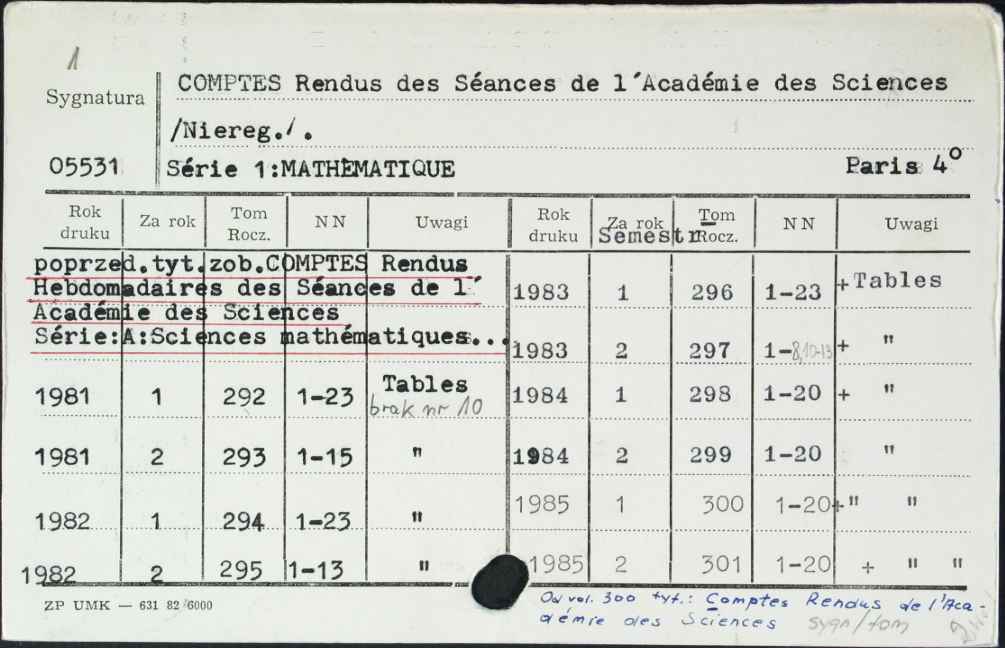 1
Sygnatura
COMPTES Rendus des Séances de l'Académie des Sciences
/Niereg./.
05531
Série 1:MATHÈMATIQUE
Paris 4°
Rok druku Za rok Tom Rocz. NN Uwagi
Rok druku Za rok Semestr Tom Rocz. NN Uwagi
poprzed.tyt.zob.COMPTES Rendus
Hebdomadaires des Séances de l'
Académie des Sciences
Série:A:Sciences mathématiques...
1981 1 292 1-23 Tables
brak nr 10
1981 2 293 1-15 "
1982 1 294 1-23 "
1982 2 295 1-13 "
1983 1 296 1-23 + Tables
1983 2 297 1-8,10-13 + "
1984 1 298 1-20 + "
1984 2 299 1-20 "
1985 1 300 1-20 + " "
1985 2 301 1-20 + " "
ZP UMK — 631 82/6000
Od vol. 300 tyt.: Comptes Rendus de l'Aca-
démie des Sciences sygn/tom